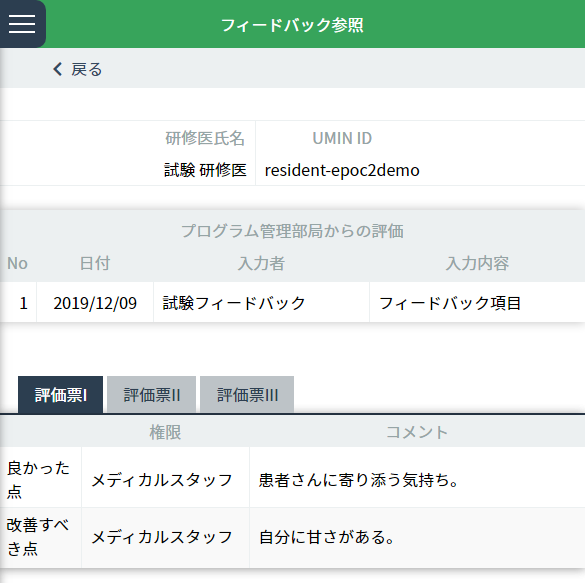 フィードバック参照
戻る
研修医氏名 UMIN ID
試験 研修医 resident-epoc2demo
プログラム管理部局からの評価
No 日付 入力者 入力内容
1 2019/12/09 試験フィードバック フィードバック項目
評価票I 評価票II 評価票III
権限 コメント
良かった
点
メディカルスタッフ 患者さんに寄り添う気持ち。
改善すべ
き点
メディカルスタッフ 自分に甘さがある。